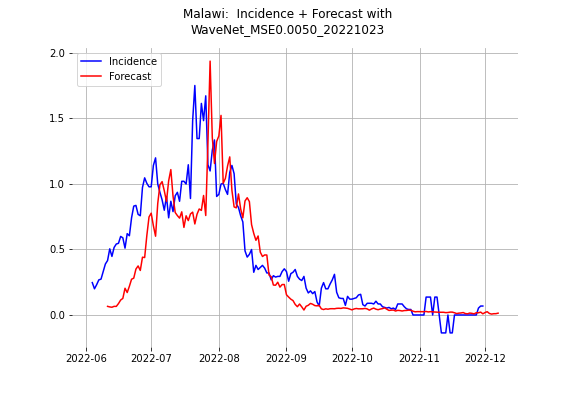 Malawi:  Incidence + Forecast with
WaveNet_MSE0.0050_20221023
Incidence
Forecast
2.0
1.5
1.0
0.5
0.0
2022-06 2022-07 2022-08 2022-09 2022-10 2022-11 2022-12